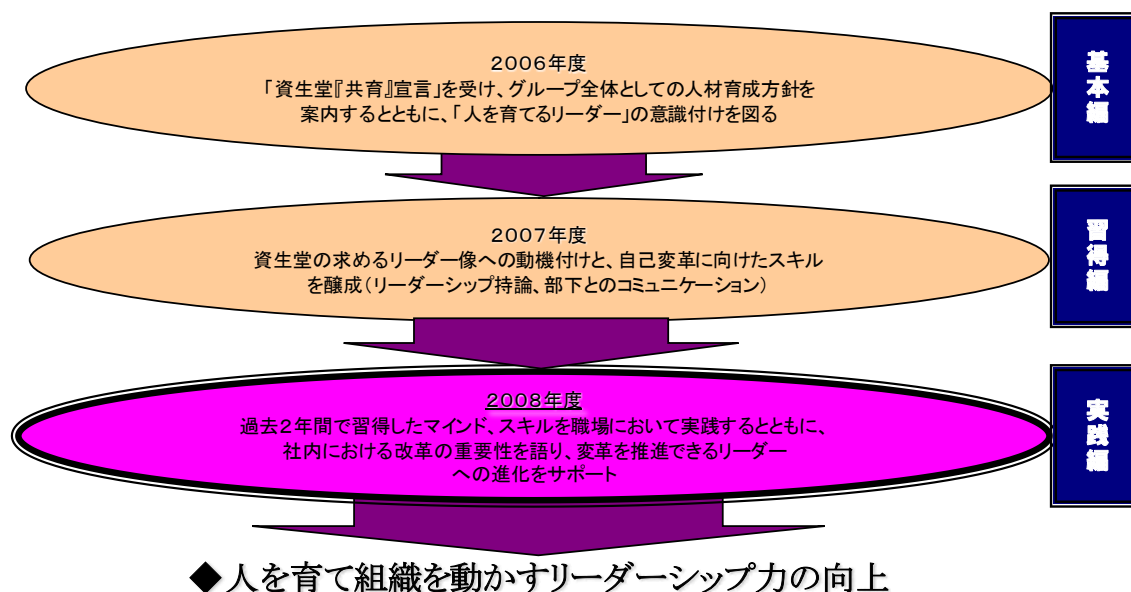 2006年度
「資生堂『共育』宣言」を受け、グループ全体としての人材育成方針を
案内するとともに、「人を育てるリーダー」の意識付けを図る
基本編
2007年度
資生堂の求めるリーダー像への動機付けと、自己変革に向けたスキル
を醸成(リーダーシップ持論、部下とのコミュニケーション)
習得編
2008年度
過去2年間で習得したマインド、スキルを職場において実践するとともに、
社内における改革の重要性を語り、変革を推進できるリーダー
への進化をサポート
実践編
◆人を育て組織を動かすリーダーシップ力の向上